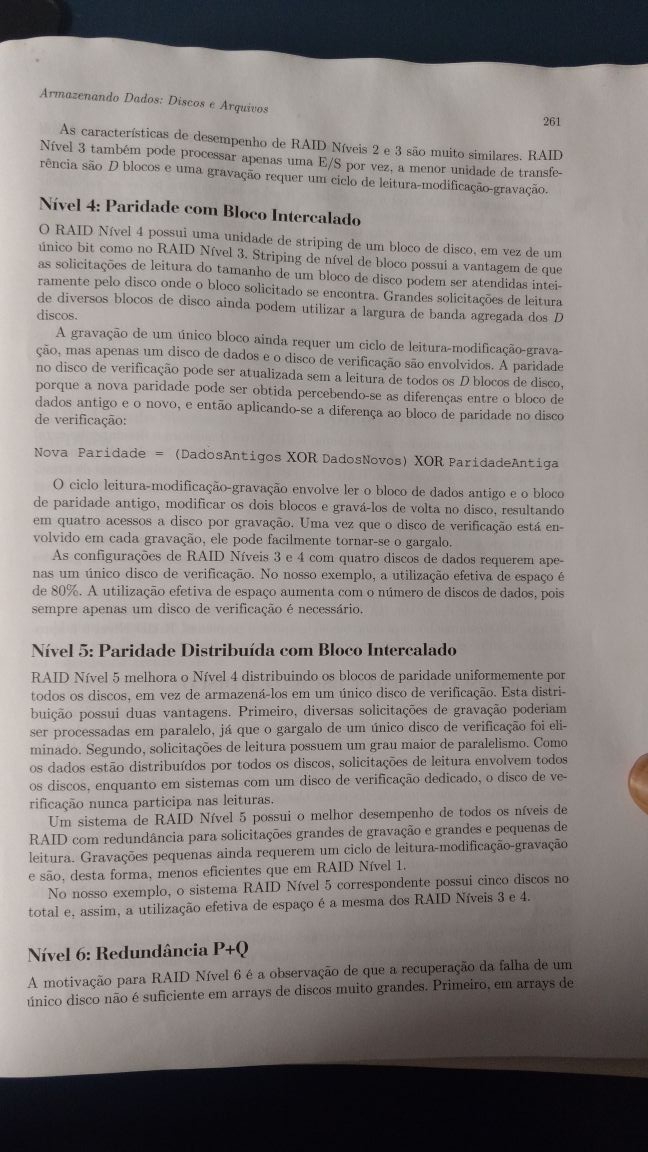 Armazenando Dados: Discos e Arquivos
261
As características de desempenho de RAID Níveis 2 e 3 são muito similares. RAID
Nível 3 também pode processar apenas uma E/S por vez, a menor unidade de transfe-
rência são D blocos e uma gravação requer um ciclo de leitura-modificação-gravação.
Nível 4: Paridade com Bloco Intercalado
O RAID Nível 4 possui uma unidade de striping de um bloco de disco, em vez de um
único bit como no RAID Nível 3. Striping de nível de bloco possui a vantagem de que
as solicitações de leitura do tamanho de um bloco de disco podem ser atendidas intei-
ramente pelo disco onde o bloco solicitado se encontra. Grandes solicitações de leitura
de diversos blocos de disco ainda podem utilizar a largura de banda agregada dos D
discos.
A gravação de um único bloco ainda requer um ciclo de leitura-modificação-grava-
ção, mas apenas um disco de dados e o disco de verificação são envolvidos. A paridade
no disco de verificação pode ser atualizada sem a leitura de todos os D blocos de disco,
porque a nova paridade pode ser obtida percebendo-se as diferenças entre o bloco de
dados antigo e o novo, e então aplicando-se a diferença ao bloco de paridade no disco
de verificação:
Nova Paridade = (DadosAntigos XOR DadosNovos) XOR ParidadeAntiga
O ciclo leitura-modificação-gravação envolve ler o bloco de dados antigo e o bloco
de paridade antigo, modificar os dois blocos e gravá-los de volta no disco, resultando
em quatro acessos a disco por gravação. Uma vez que o disco de verificação está en-
volvido em cada gravação, ele pode facilmente tornar-se o gargalo.
As configurações de RAID Níveis 3 e 4 com quatro discos de dados requerem ape-
nas um único disco de verificação. No nosso exemplo, a utilização efetiva de espaço é
de 80%. A utilização efetiva de espaço aumenta com o número de discos de dados, pois
sempre apenas um disco de verificação é necessário.
Nível 5: Paridade Distribuída com Bloco Intercalado
RAID Nível 5 melhora o Nível 4 distribuindo os blocos de paridade uniformemente por
todos os discos, em vez de armazená-los em um único disco de verificação. Esta distri-
buição possui duas vantagens. Primeiro, diversas solicitações de gravação poderiam
ser processadas em paralelo, já que o gargalo de um único disco de verificação foi eli-
minado. Segundo, solicitações de leitura possuem um grau maior de paralelismo. Como
os dados estão distribuídos por todos os discos, solicitações de leitura envolvem todos
os discos, enquanto em sistemas com um disco de verificação dedicado, o disco de ve-
rificação nunca participa nas leituras.
Um sistema de RAID Nível 5 possui o melhor desempenho de todos os níveis de
RAID com redundância para solicitações grandes de gravação e grandes e pequenas de
leitura. Gravações pequenas ainda requerem um ciclo de leitura-modificação-gravação
e são, desta forma, menos eficientes que em RAID Nível 1.
No nosso exemplo, o sistema RAID Nível 5 correspondente possui cinco discos no
total e, assim, a utilização efetiva de espaço é a mesma dos RAID Níveis 3 e 4.
Nível 6: Redundância P+Q
A motivação para RAID Nível 6 é a observação de que a recuperação da falha de um
único disco não é suficiente em arrays de discos muito grandes. Primeiro, em arrays de